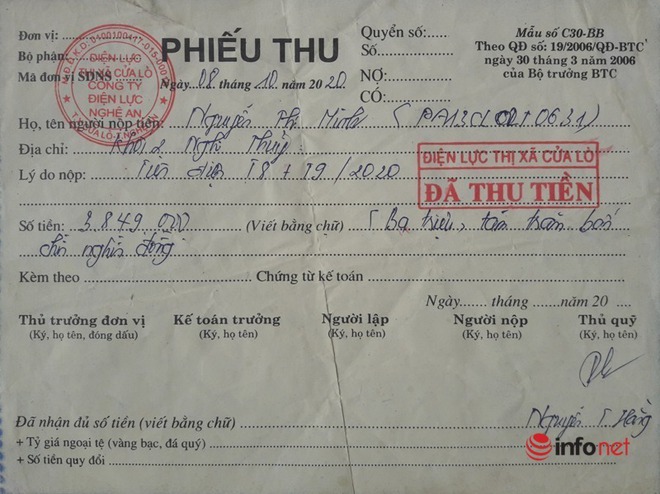 Đơn vị:
Bộ phận:
Mã đơn vị SDNS
M.S.Đ.K.D: 0400100417-015-00
ĐIỆN LỰC
THỊ XÃ CỬA LÒ
CÔNG TY
ĐIỆN LỰC
NGHỆ AN
PHIẾU THU
Ngày 08 tháng 10 năm 2020
Quyển số:
Số
NỢ:
CÓ:
Mẫu số C30-BB
Theo QĐ số: 19/2006/QĐ-BTC
ngày 30 tháng 3 năm 2006
của Bộ trưởng BTC
Họ, tên người nộp tiền: Nguyễn Thị Minh (PA13CL0210631)
Địa chỉ: Khối 2 Nghi Thủy
Lý do nộp: Tiền điện T8 + T9/2020
ĐIỆN LỰC THỊ XÃ CỬA LÒ
ĐÃ THU TIỀN
Số tiền: 3.849.000 (Viết bằng chữ) (Ba triệu, tám trăm bốn
chín nghìn đồng)
Kèm theo Chứng từ kế toán
Ngày tháng năm 20
Thủ trưởng đơn vị Kế toán trưởng Người lập Người nộp Thủ quỹ
(Ký, họ tên, đóng dấu) (Ký, họ tên) (Ký, họ tên) (Ký, họ tên) (Ký, họ tên)
Đã nhận đủ số tiền (viết bằng chữ) Nguyễn T Hằng
+ Tỷ giá ngoại tệ (vàng bạc, đá quý)
+ Số tiền quy đổi
infonet